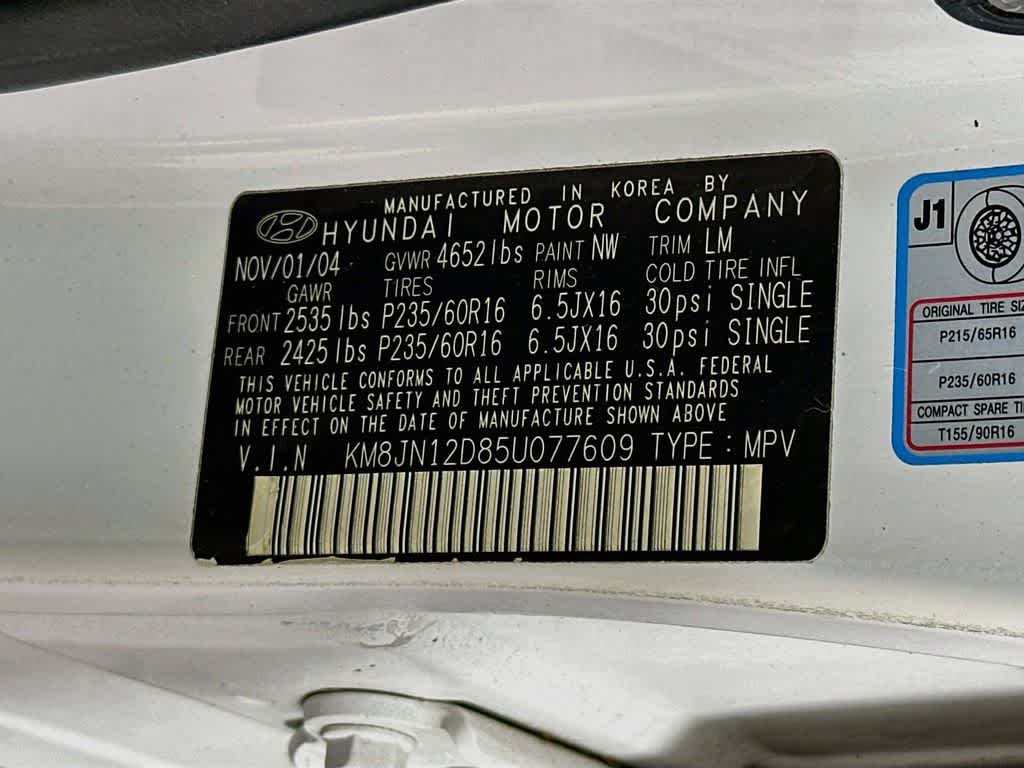 MANUFACTURED IN KOREA BY
HYUNDAI MOTOR COMPANY
NOV/01/04 GVWR 4652lbs PAINT NW TRIM LM
GAWR TIRES RIMS COLD TIRE INFL
FRONT 2535lbs P235/60R16 6.5JX16 30psi SINGLE
REAR 2425lbs P235/60R16 6.5JX16 30psi SINGLE
THIS VEHICLE CONFORMS TO ALL APPLICABLE U.S.A. FEDERAL
MOTOR VEHICLE SAFETY AND THEFT PREVENTION STANDARDS
IN EFFECT ON THE DATE OF MANUFACTURE SHOWN ABOVE
V.I.N KM8JN12D85U077609 TYPE : MPV
J1
ORIGINAL TIRE
P215/65R16
P235/60R16
COMPACT SPARE
T155/90R16